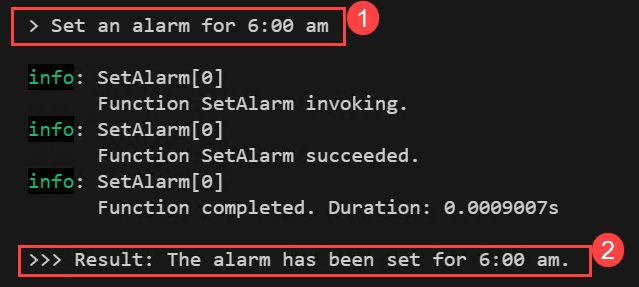 > Set an alarm for 6:00 am
1
info: SetAlarm[0]
Function SetAlarm invoking.
info: SetAlarm[0]
Function SetAlarm succeeded.
info: SetAlarm[0]
Function completed. Duration: 0.0009007s
2
>>> Result: The alarm has been set for 6:00 am.